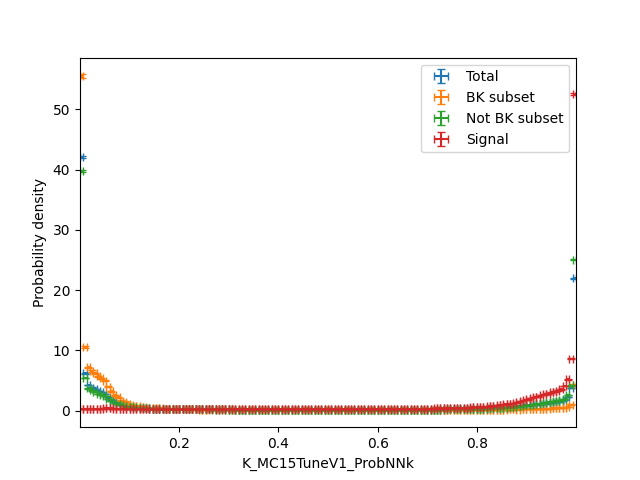 Total
BK subset
Not BK subset
Signal
50
40
30
20
10
0
Probability density
0.2 0.4 0.6 0.8
K_MC15TuneV1_ProbNNk